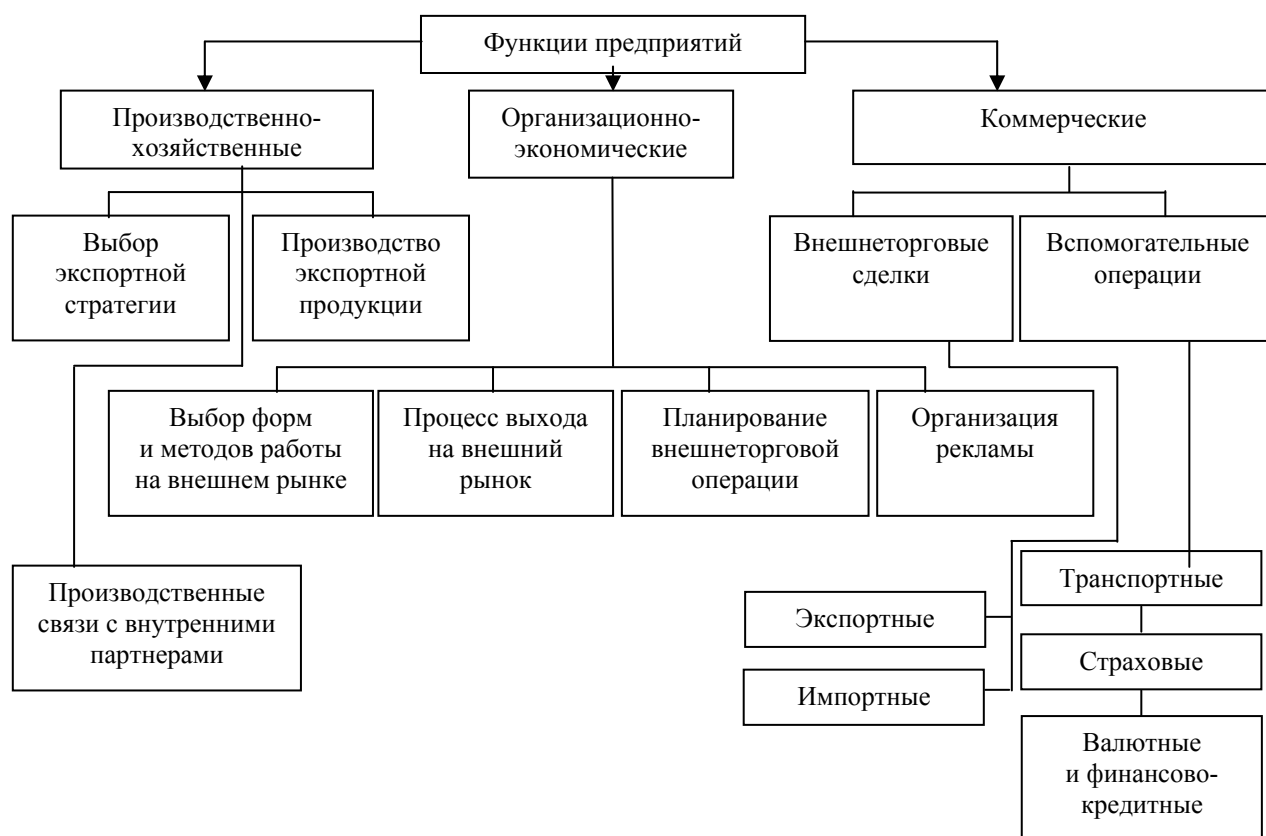 Функции предприятий
Производственно-
хозяйственные
Организационно-
экономические
Коммерческие
Выбор
экспортной
стратегии
Производство
экспортной
продукции
Внешнеторговые
сделки
Вспомогательные
операции
Выбор форм
и методов работы
на внешнем рынке
Процесс выхода
на внешний
рынок
Планирование
внешнеторговой
операции
Организация
рекламы
Производственные
связи с внутренними
партнерами
Экспортные
Импортные
Транспортные
Страховые
Валютные
и финансово-
кредитные